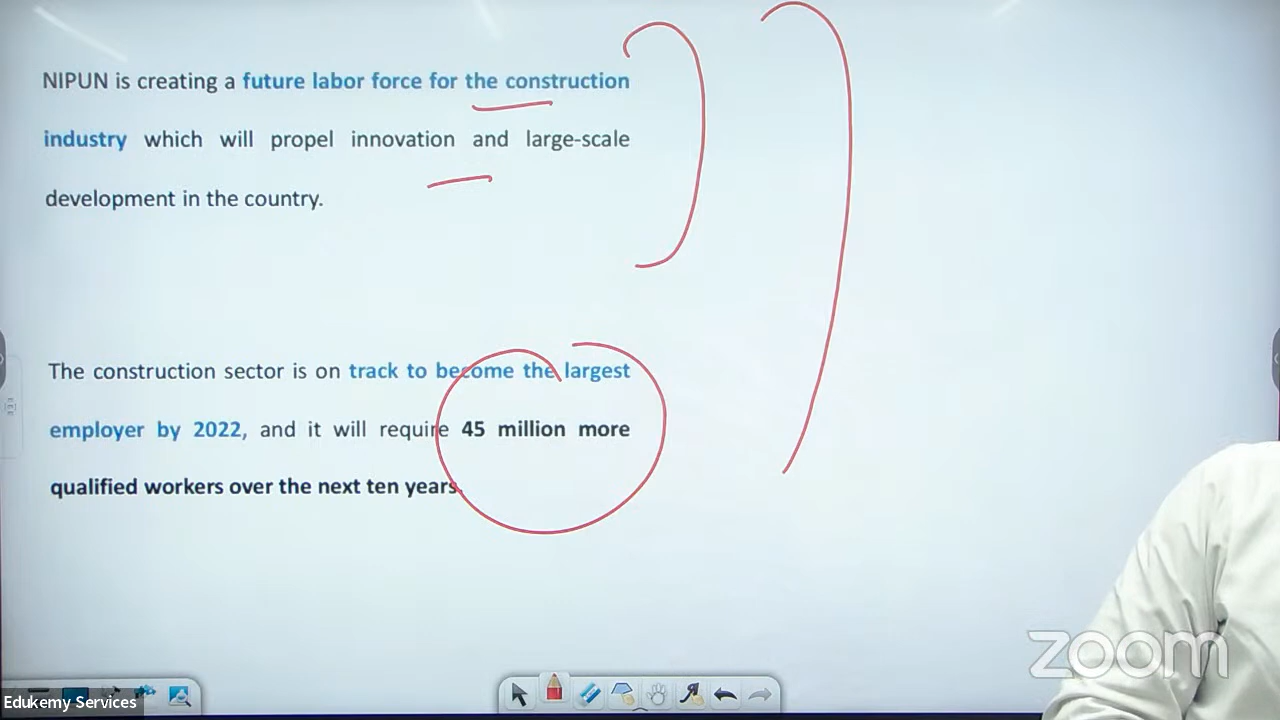 NIPUN is creating a future labor force for the construction
industry which will propel innovation and large-scale
development in the country.
The construction sector is on track to become the largest
employer by 2022, and it will require 45 million more
qualified workers over the next ten years.
zoom
Edukemy Services